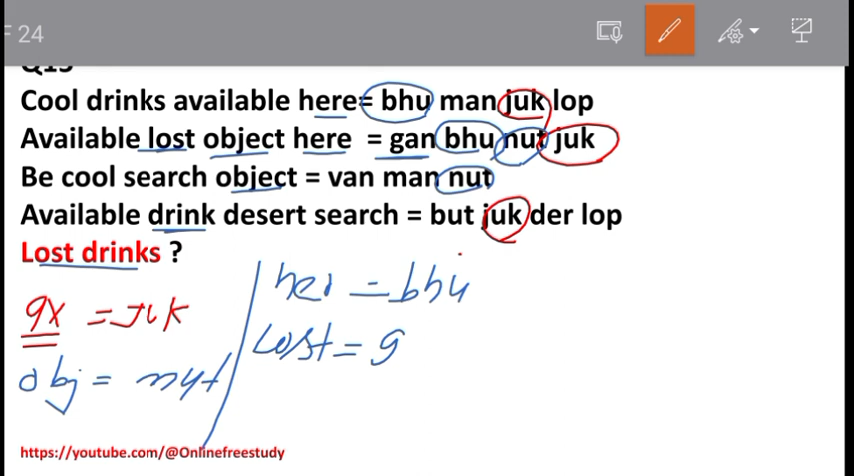 F 24
Q15
Cool drinks available here= bhu man juk lop
Available lost object here = gan bhu nut juk
Be cool search object = van man nut
Available drink desert search = but juk der lop
Lost drinks ?
her = bhu
= juk
Lost = g
obj = nut
https://youtube.com/@Onlinefreestudy